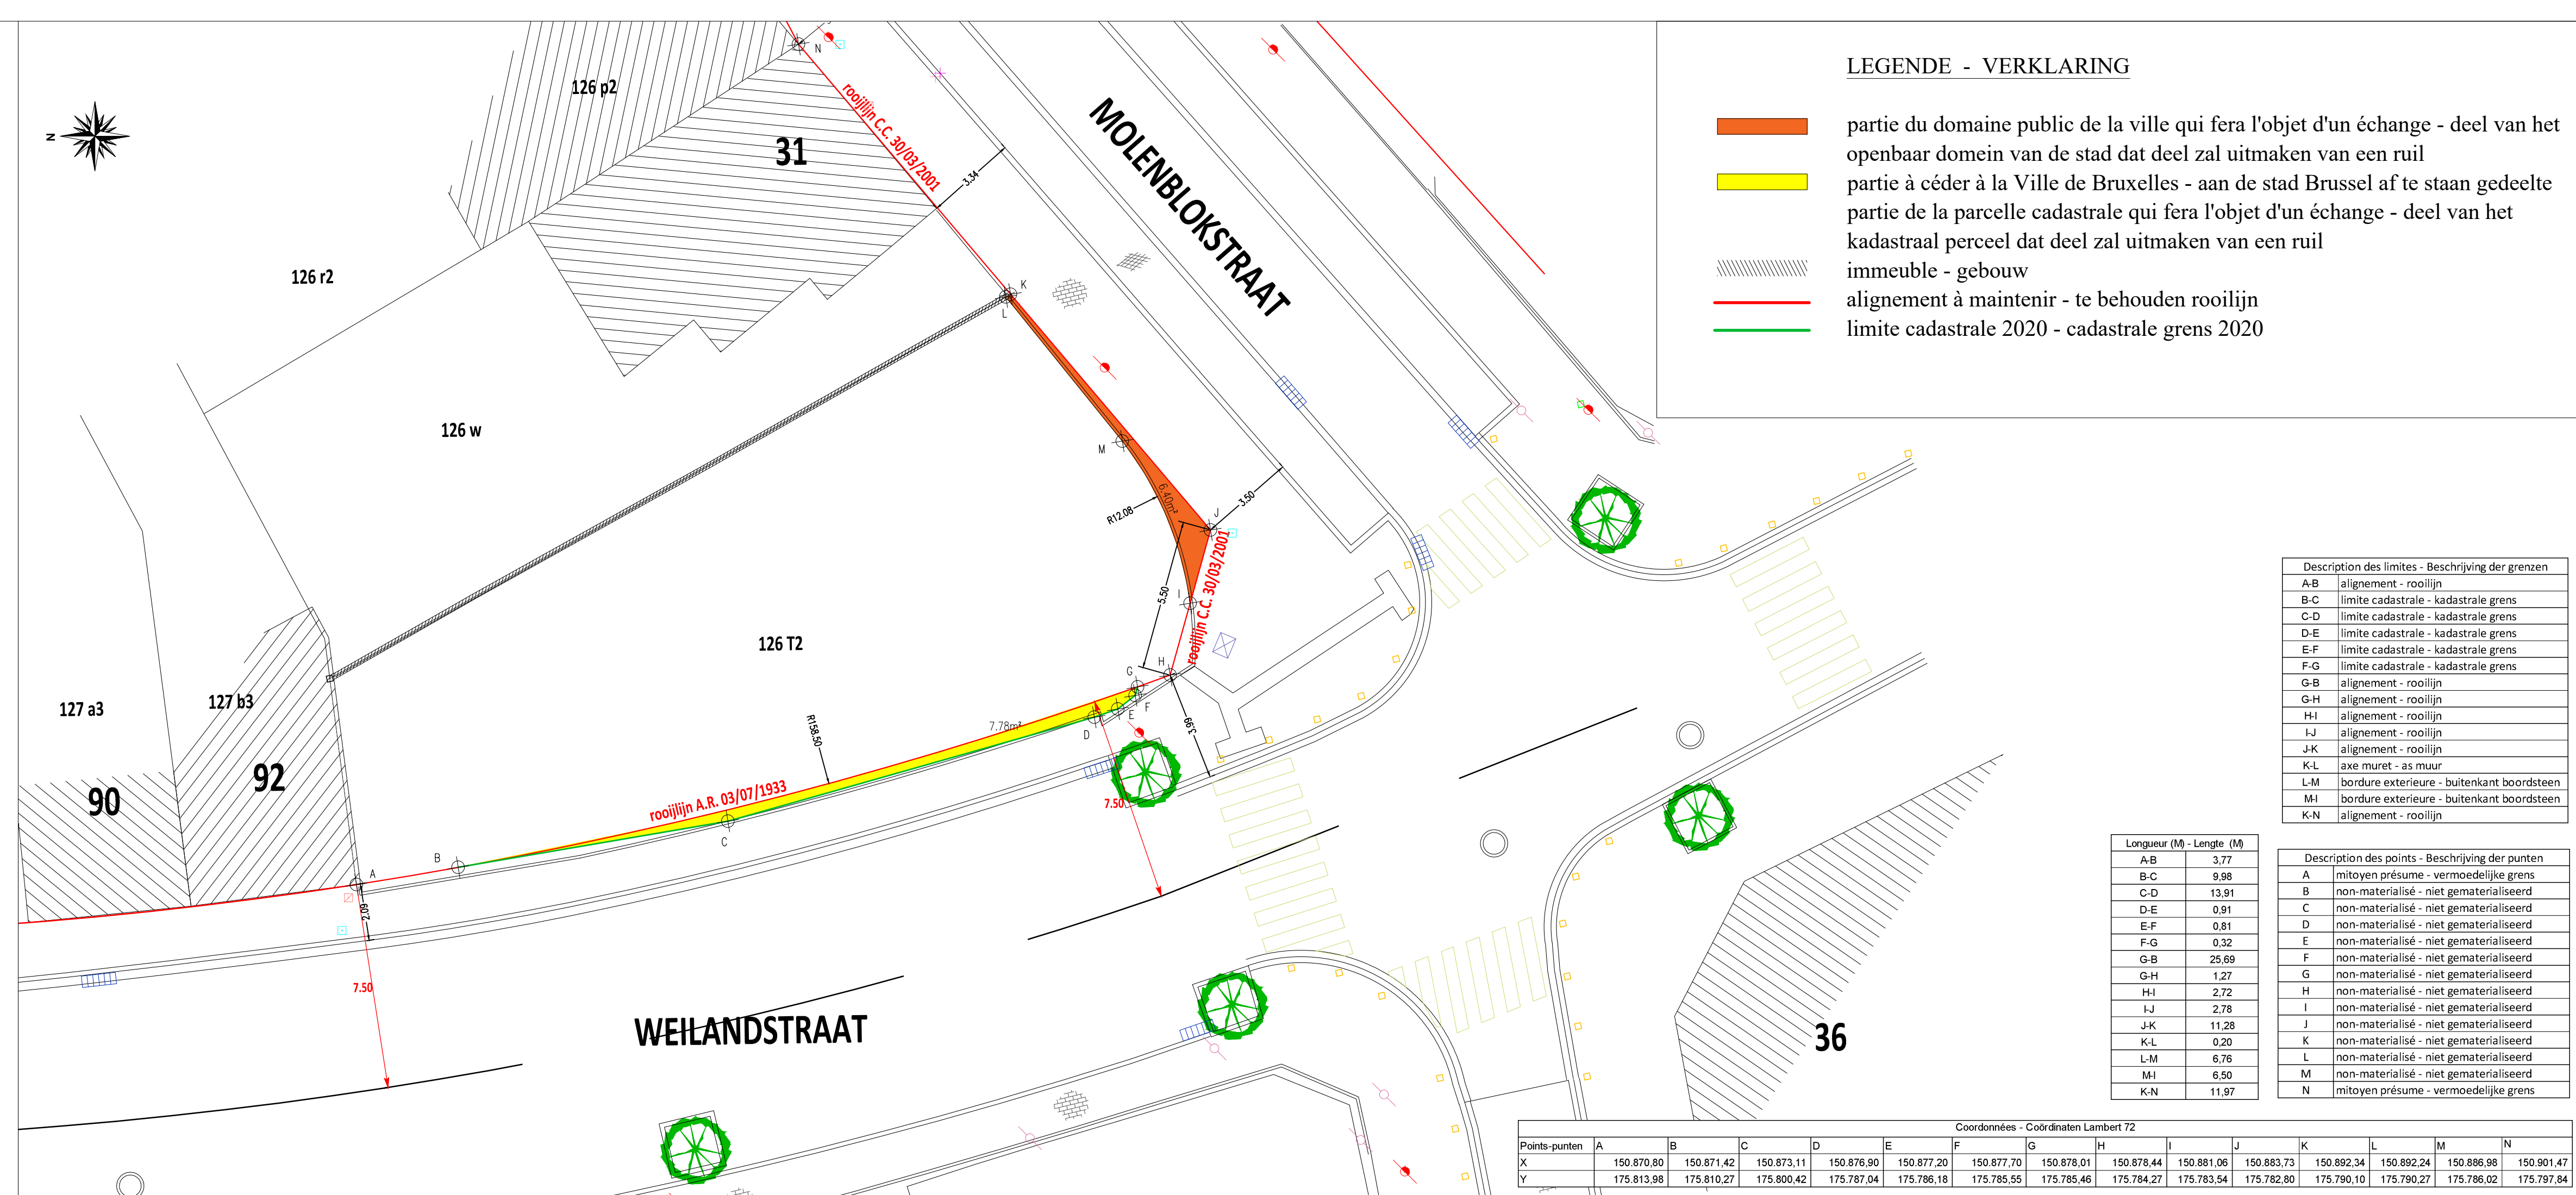 LEGENDE - VERKLARING
partie du domaine public de la ville qui fera l'objet d'un échange - deel van het
openbaar domein van de stad dat deel zal uitmaken van een ruil
partie à céder à la Ville de Bruxelles - aan de stad Brussel af te staan gedeelte
partie de la parcelle cadastrale qui fera l'objet d'un échange - deel van het
kadastraal perceel dat deel zal uitmaken van een ruil
immeuble - gebouw
alignement à maintenir - te behouden rooilijn
limite cadastrale 2020 - cadastrale grens 2020
N
N
126 p2
31
rooijlijn C.C. 30/03/2001
3.34
MOLENBLOKSTRAAT
126 r2
K
L
126 w
M
6.40m²
R12.08
J
3.50
5.50
I
rooijlijn C.C. 30/03/2001
126 T2
H
G
F
E
D
3.99
127 a3
127 b3
R158.50
7.78m²
92
90
rooijlijn A.R. 03/07/1933
7.50
C
B
A
2.09
7.50
WEILANDSTRAAT
36
Description des limites - Beschrijving der grenzen
A-B alignement - rooilijn
B-C limite cadastrale - kadastrale grens
C-D limite cadastrale - kadastrale grens
D-E limite cadastrale - kadastrale grens
E-F limite cadastrale - kadastrale grens
F-G limite cadastrale - kadastrale grens
G-B alignement - rooilijn
G-H alignement - rooilijn
H-I alignement - rooilijn
I-J alignement - rooilijn
J-K alignement - rooilijn
K-L axe muret - as muur
L-M bordure exterieure - buitenkant boordsteen
M-I bordure exterieure - buitenkant boordsteen
K-N alignement - rooilijn
Longueur (M) - Lengte (M)
A-B 3,77
B-C 9,98
C-D 13,91
D-E 0,91
E-F 0,81
F-G 0,32
G-B 25,69
G-H 1,27
H-I 2,72
I-J 2,78
J-K 11,28
K-L 0,20
L-M 6,76
M-I 6,50
K-N 11,97
Description des points - Beschrijving der punten
A mitoyen présume - vermoedelijke grens
B non-materialisé - niet gematerialiseerd
C non-materialisé - niet gematerialiseerd
D non-materialisé - niet gematerialiseerd
E non-materialisé - niet gematerialiseerd
F non-materialisé - niet gematerialiseerd
G non-materialisé - niet gematerialiseerd
H non-materialisé - niet gematerialiseerd
I non-materialisé - niet gematerialiseerd
J non-materialisé - niet gematerialiseerd
K non-materialisé - niet gematerialiseerd
L non-materialisé - niet gematerialiseerd
M non-materialisé - niet gematerialiseerd
N mitoyen présume - vermoedelijke grens
Coordonnées - Coördinaten Lambert 72
Points-punten A B C D E F G H I J K L M N
X 150.870,80 150.871,42 150.873,11 150.876,90 150.877,20 150.877,70 150.878,01 150.878,44 150.881,06 150.883,73 150.892,34 150.892,24 150.886,98 150.901,47
Y 175.813,98 175.810,27 175.800,42 175.787,04 175.786,18 175.785,55 175.785,46 175.784,27 175.783,54 175.782,80 175.790,10 175.790,27 175.786,02 175.797,84